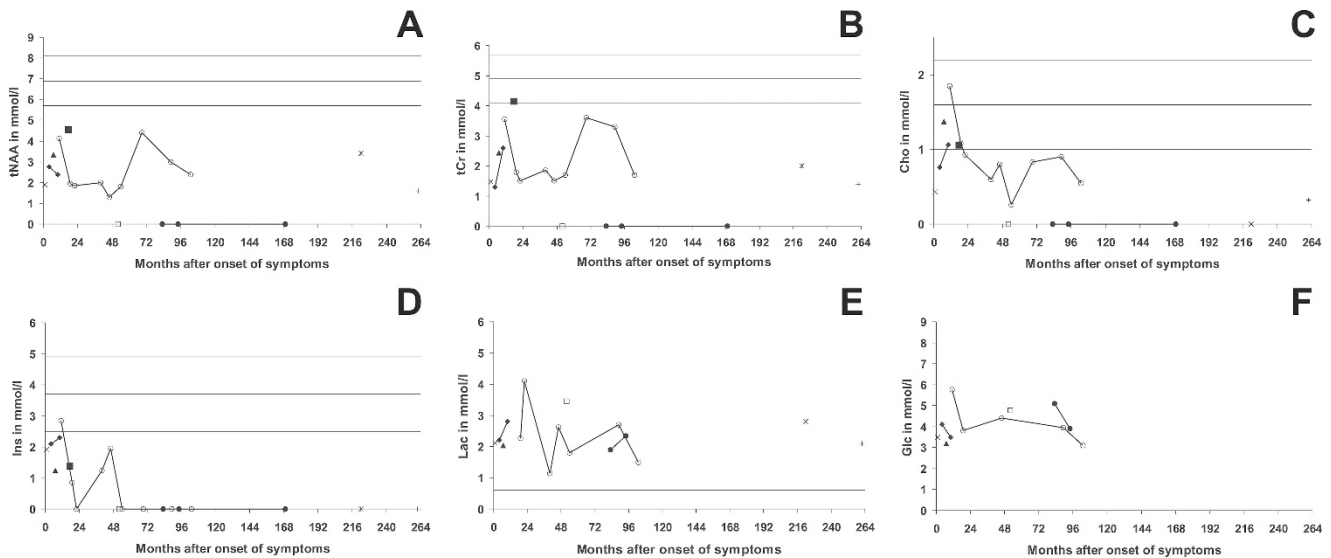 A
tNAA in mmol/l
9
8
7
6
5
4
3
2
1
0
0 24 48 72 96 120 144 168 192 216 240 264
Months after onset of symptoms
B
tCr in mmol/l
6
5
4
3
2
1
0
0 24 48 72 96 120 144 168 192 216 240 264
Months after onset of symptoms
C
Cho in mmol/l
2
1
0
0 24 48 72 96 120 144 168 192 216 240 264
Months after onset of symptoms
D
Ins in mmol/l
6
5
4
3
2
1
0
0 24 48 72 96 120 144 168 192 216 240 264
Months after onset of symptoms
E
Lac in mmol/l
6
5
4
3
2
1
0
0 24 48 72 96 120 144 168 192 216 240 264
Months after onset of symptoms
F
Glc in mmol/l
9
8
7
6
5
4
3
2
1
0
0 24 48 72 96 120 144 168 192 216 240 264
Months after onset of symptoms